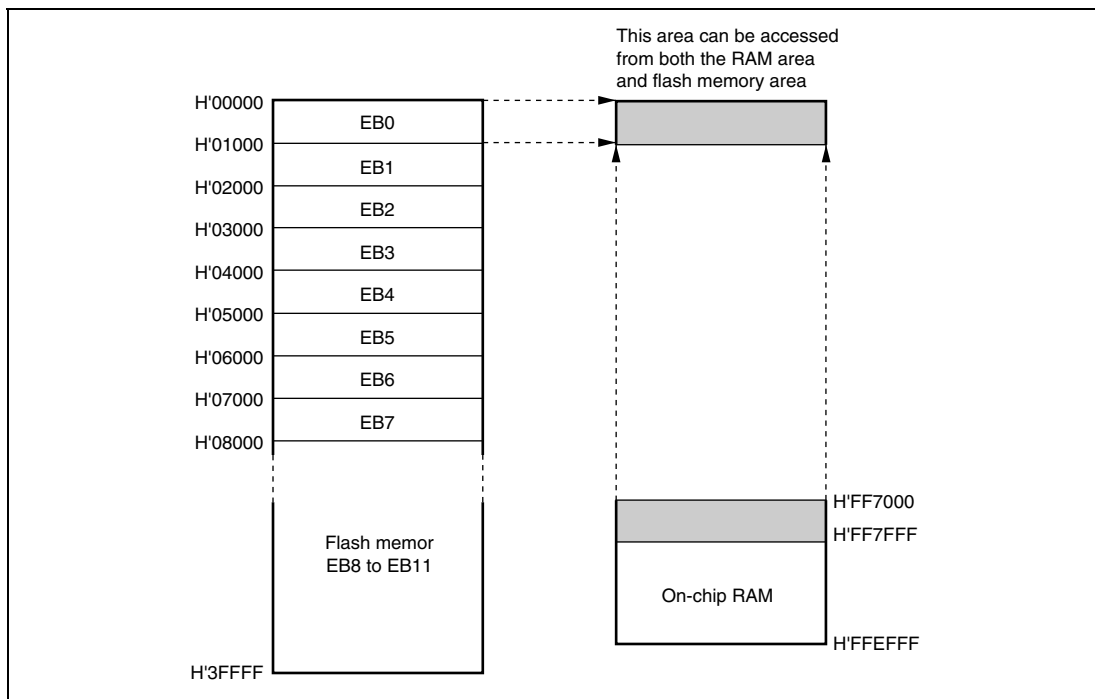 This area can be accessed
from both the RAM area
and flash memory area
H'00000
EB0
H'01000
EB1
H'02000
EB2
H'03000
EB3
H'04000
EB4
H'05000
EB5
H'06000
EB6
H'07000
EB7
H'08000
H'FF7000
H'FF7FFF
Flash memor
EB8 to EB11
On-chip RAM
H'FFEFFF
H'3FFFF